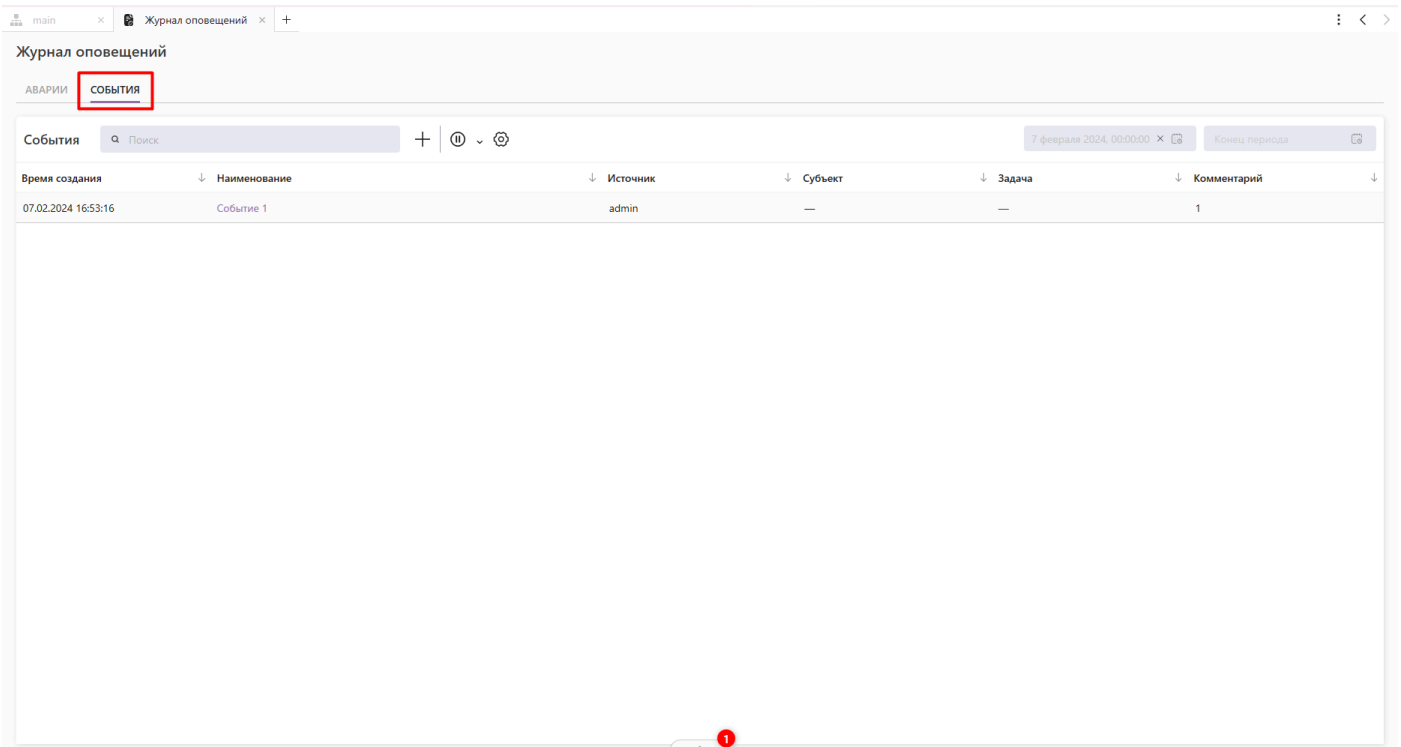 main Журнал оповещений
Журнал оповещений
АВАРИИ СОБЫТИЯ
События Поиск 7 февраля 2024, 00:00:00 Конец периода
Время создания Наименование Источник Субъект Задача Комментарий
07.02.2024 16:53:16 Событие 1 admin — — 1
1